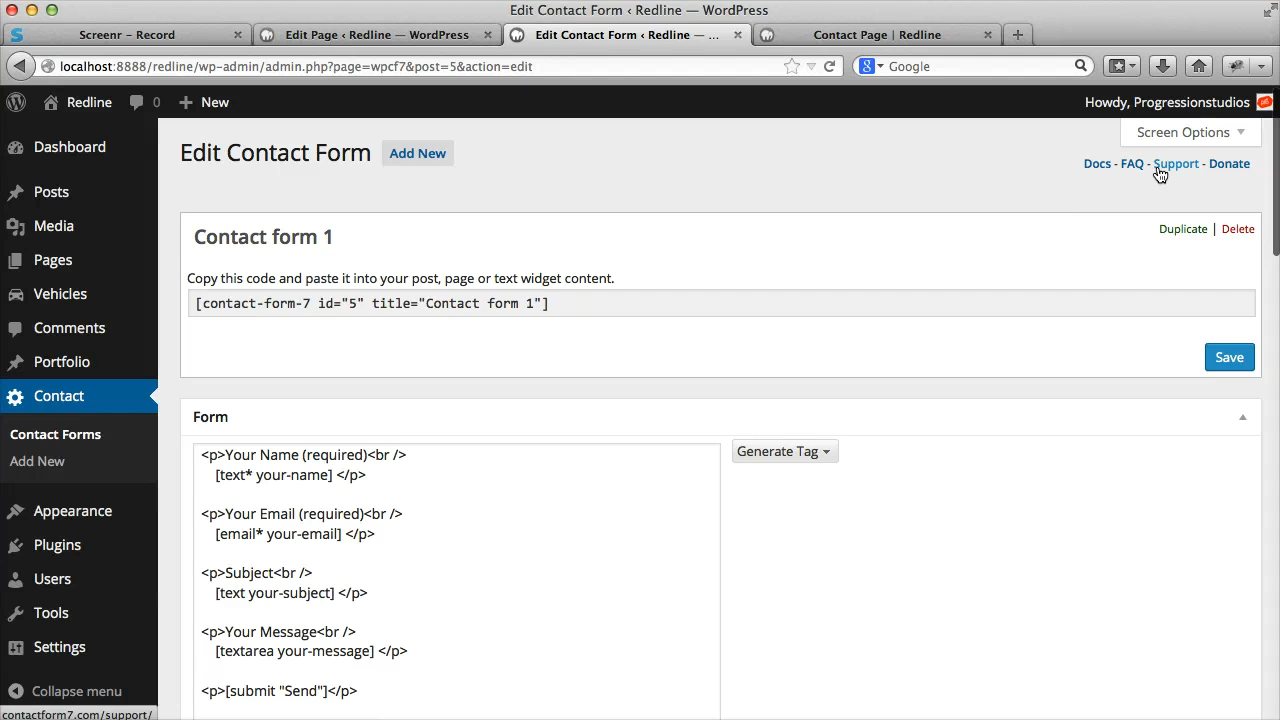 Edit Contact Form ‹ Redline — WordPress
Screenr - Record
Edit Page ‹ Redline — WordPress
Edit Contact Form ‹ Redline — ...
Contact Page | Redline
localhost:8888/redline/wp-admin/admin.php?page=wpcf7&post=5&action=edit
Google
Redline
0
New
Howdy, Progressionstudios
Screen Options
Docs - FAQ - Support - Donate
Dashboard
Posts
Media
Pages
Vehicles
Comments
Portfolio
Contact
Contact Forms
Add New
Appearance
Plugins
Users
Tools
Settings
Collapse menu
Edit Contact Form
Add New
Contact form 1
Duplicate | Delete
Copy this code and paste it into your post, page or text widget content.
[contact-form-7 id="5" title="Contact form 1"]
Save
Form
Generate Tag
<p>Your Name (required)<br />
[text* your-name] </p>
<p>Your Email (required)<br />
[email* your-email] </p>
<p>Subject<br />
[text your-subject] </p>
<p>Your Message<br />
[textarea your-message] </p>
<p>[submit "Send"]</p>
contactform7.com/support/